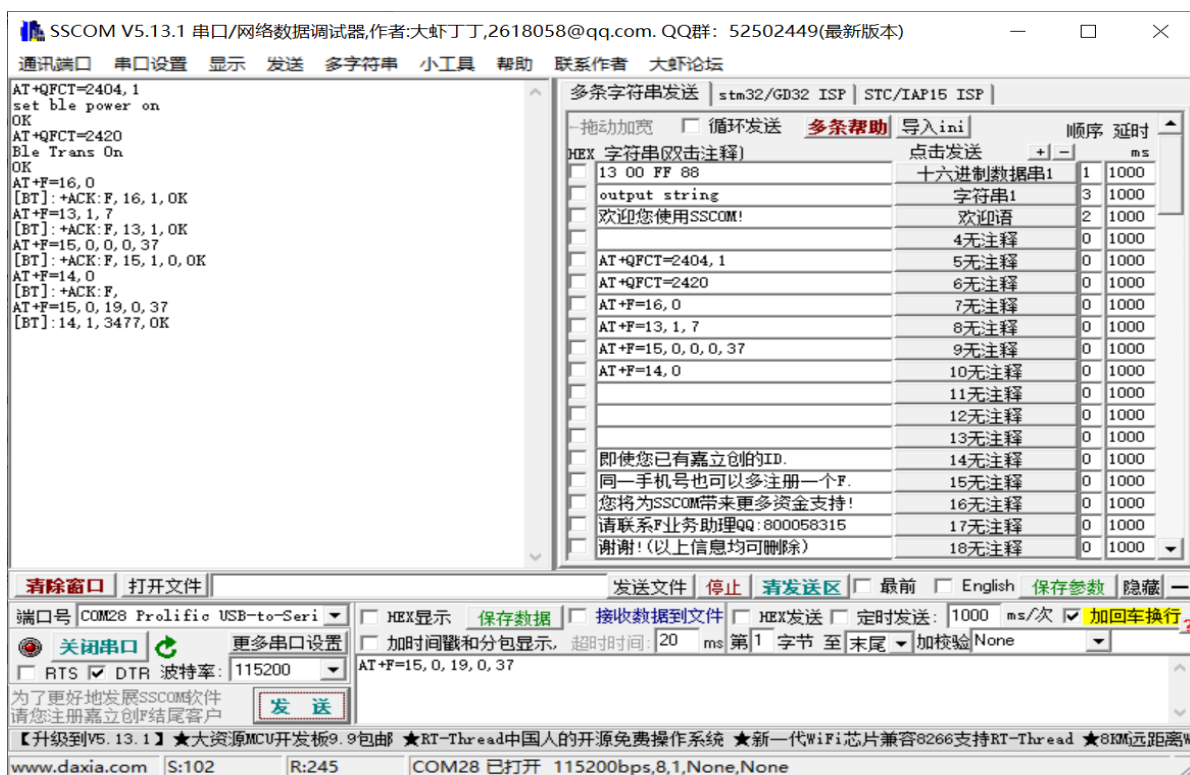 SSCOM V5.13.1 串口/网络数据调试器,作者:大虾丁丁,2618058@qq.com. QQ群：52502449(最新版本)
通讯端口 串口设置 显示 发送 多字符串 小工具 帮助 联系作者 大虾论坛
AT+QFCT=2404,1
set ble power on
OK
AT+QFCT=2420
Ble Trans On
OK
AT+F=16,0
[BT]:+ACK:F,16,1,OK
AT+F=13,1,7
[BT]:+ACK:F,13,1,OK
AT+F=15,0,0,0,37
[BT]:+ACK:F,15,1,0,OK
AT+F=14,0
[BT]:+ACK:F,
AT+F=15,0,19,0,37
[BT]:14,1,3477,OK
多条字符串发送 stm32/GD32 ISP STC/IAP15 ISP
←拖动加宽 循环发送 多条帮助 导入ini 顺序 延时
HEX 字符串(双击注释) 点击发送 + - ms
13 00 FF 88 十六进制数据串1 1 1000
output string 字符串1 3 1000
欢迎您使用SSCOM! 欢迎语 2 1000
4无注释 0 1000
AT+QFCT=2404,1 5无注释 0 1000
AT+QFCT=2420 6无注释 0 1000
AT+F=16,0 7无注释 0 1000
AT+F=13,1,7 8无注释 0 1000
AT+F=15,0,0,0,37 9无注释 0 1000
AT+F=14,0 10无注释 0 1000
11无注释 0 1000
12无注释 0 1000
13无注释 0 1000
即使您已有嘉立创的ID. 14无注释 0 1000
同一手机号也可以多注册一个F. 15无注释 0 1000
您将为SSCOM带来更多资金支持! 16无注释 0 1000
请联系F业务助理QQ:800058315 17无注释 0 1000
谢谢!(以上信息均可删除) 18无注释 0 1000
清除窗口 打开文件 发送文件 停止 清发送区 最前 English 保存参数 隐藏 —
端口号 COM28 Prolific USB-to-Seri HEX显示 保存数据 接收数据到文件 HEX发送 定时发送: 1000 ms/次 加回车换行 ?
关闭串口 更多串口设置 加时间戳和分包显示, 超时时间: 20 ms 第 1 字节 至 末尾 加校验 None
RTS DTR 波特率: 115200 AT+F=15,0,19,0,37
为了更好地发展SSCOM软件
请您注册嘉立创F结尾客户 发 送
【升级到V5.13.1】★大资源MCU开发板9.9包邮 ★RT-Thread中国人的开源免费操作系统 ★新一代WiFi芯片兼容8266支持RT-Thread ★8KM远距离W
www.daxia.com S:102 R:245 COM28 已打开 115200bps,8,1,None,None